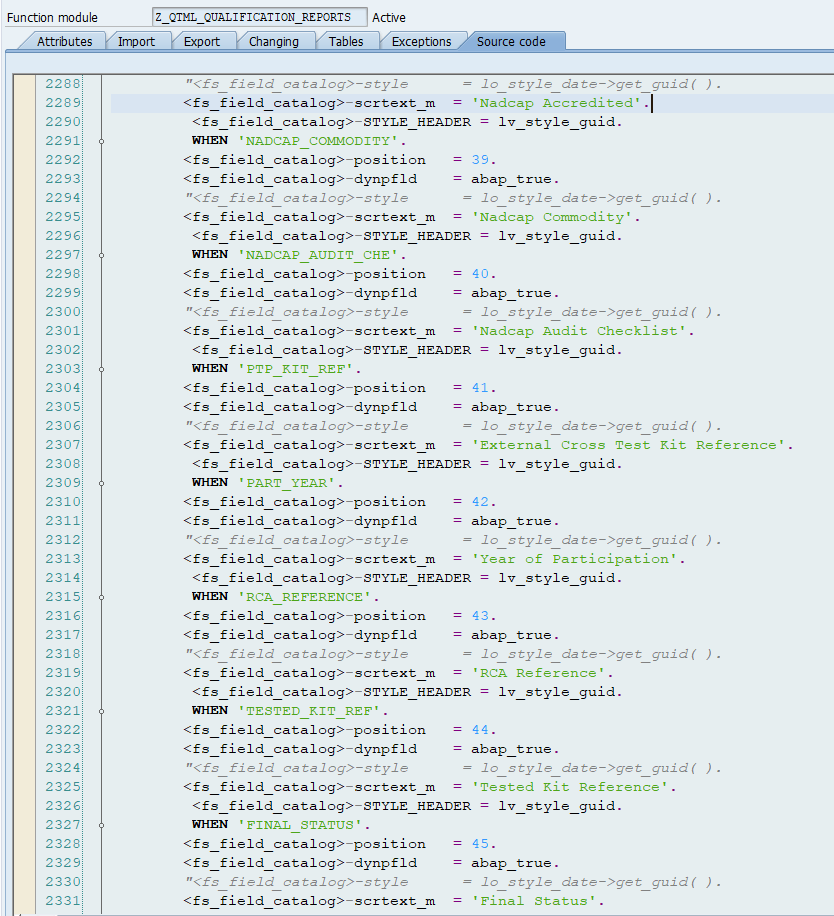 Function module Z_QTML_QUALIFICATION_REPORTS Active
Attributes Import Export Changing Tables Exceptions Source code
2288 "<fs_field_catalog>-style = lo_style_date->get_guid( ).
2289 <fs_field_catalog>-scrtext_m = 'Nadcap Accredited'.
2290 <fs_field_catalog>-STYLE_HEADER = lv_style_guid.
2291 WHEN 'NADCAP_COMMODITY'.
2292 <fs_field_catalog>-position = 39.
2293 <fs_field_catalog>-dynpfld = abap_true.
2294 "<fs_field_catalog>-style = lo_style_date->get_guid( ).
2295 <fs_field_catalog>-scrtext_m = 'Nadcap Commodity'.
2296 <fs_field_catalog>-STYLE_HEADER = lv_style_guid.
2297 WHEN 'NADCAP_AUDIT_CHE'.
2298 <fs_field_catalog>-position = 40.
2299 <fs_field_catalog>-dynpfld = abap_true.
2300 "<fs_field_catalog>-style = lo_style_date->get_guid( ).
2301 <fs_field_catalog>-scrtext_m = 'Nadcap Audit Checklist'.
2302 <fs_field_catalog>-STYLE_HEADER = lv_style_guid.
2303 WHEN 'PTP_KIT_REF'.
2304 <fs_field_catalog>-position = 41.
2305 <fs_field_catalog>-dynpfld = abap_true.
2306 "<fs_field_catalog>-style = lo_style_date->get_guid( ).
2307 <fs_field_catalog>-scrtext_m = 'External Cross Test Kit Reference'.
2308 <fs_field_catalog>-STYLE_HEADER = lv_style_guid.
2309 WHEN 'PART_YEAR'.
2310 <fs_field_catalog>-position = 42.
2311 <fs_field_catalog>-dynpfld = abap_true.
2312 "<fs_field_catalog>-style = lo_style_date->get_guid( ).
2313 <fs_field_catalog>-scrtext_m = 'Year of Participation'.
2314 <fs_field_catalog>-STYLE_HEADER = lv_style_guid.
2315 WHEN 'RCA_REFERENCE'.
2316 <fs_field_catalog>-position = 43.
2317 <fs_field_catalog>-dynpfld = abap_true.
2318 "<fs_field_catalog>-style = lo_style_date->get_guid( ).
2319 <fs_field_catalog>-scrtext_m = 'RCA Reference'.
2320 <fs_field_catalog>-STYLE_HEADER = lv_style_guid.
2321 WHEN 'TESTED_KIT_REF'.
2322 <fs_field_catalog>-position = 44.
2323 <fs_field_catalog>-dynpfld = abap_true.
2324 "<fs_field_catalog>-style = lo_style_date->get_guid( ).
2325 <fs_field_catalog>-scrtext_m = 'Tested Kit Reference'.
2326 <fs_field_catalog>-STYLE_HEADER = lv_style_guid.
2327 WHEN 'FINAL_STATUS'.
2328 <fs_field_catalog>-position = 45.
2329 <fs_field_catalog>-dynpfld = abap_true.
2330 "<fs_field_catalog>-style = lo_style_date->get_guid( ).
2331 <fs_field_catalog>-scrtext_m = 'Final Status'.